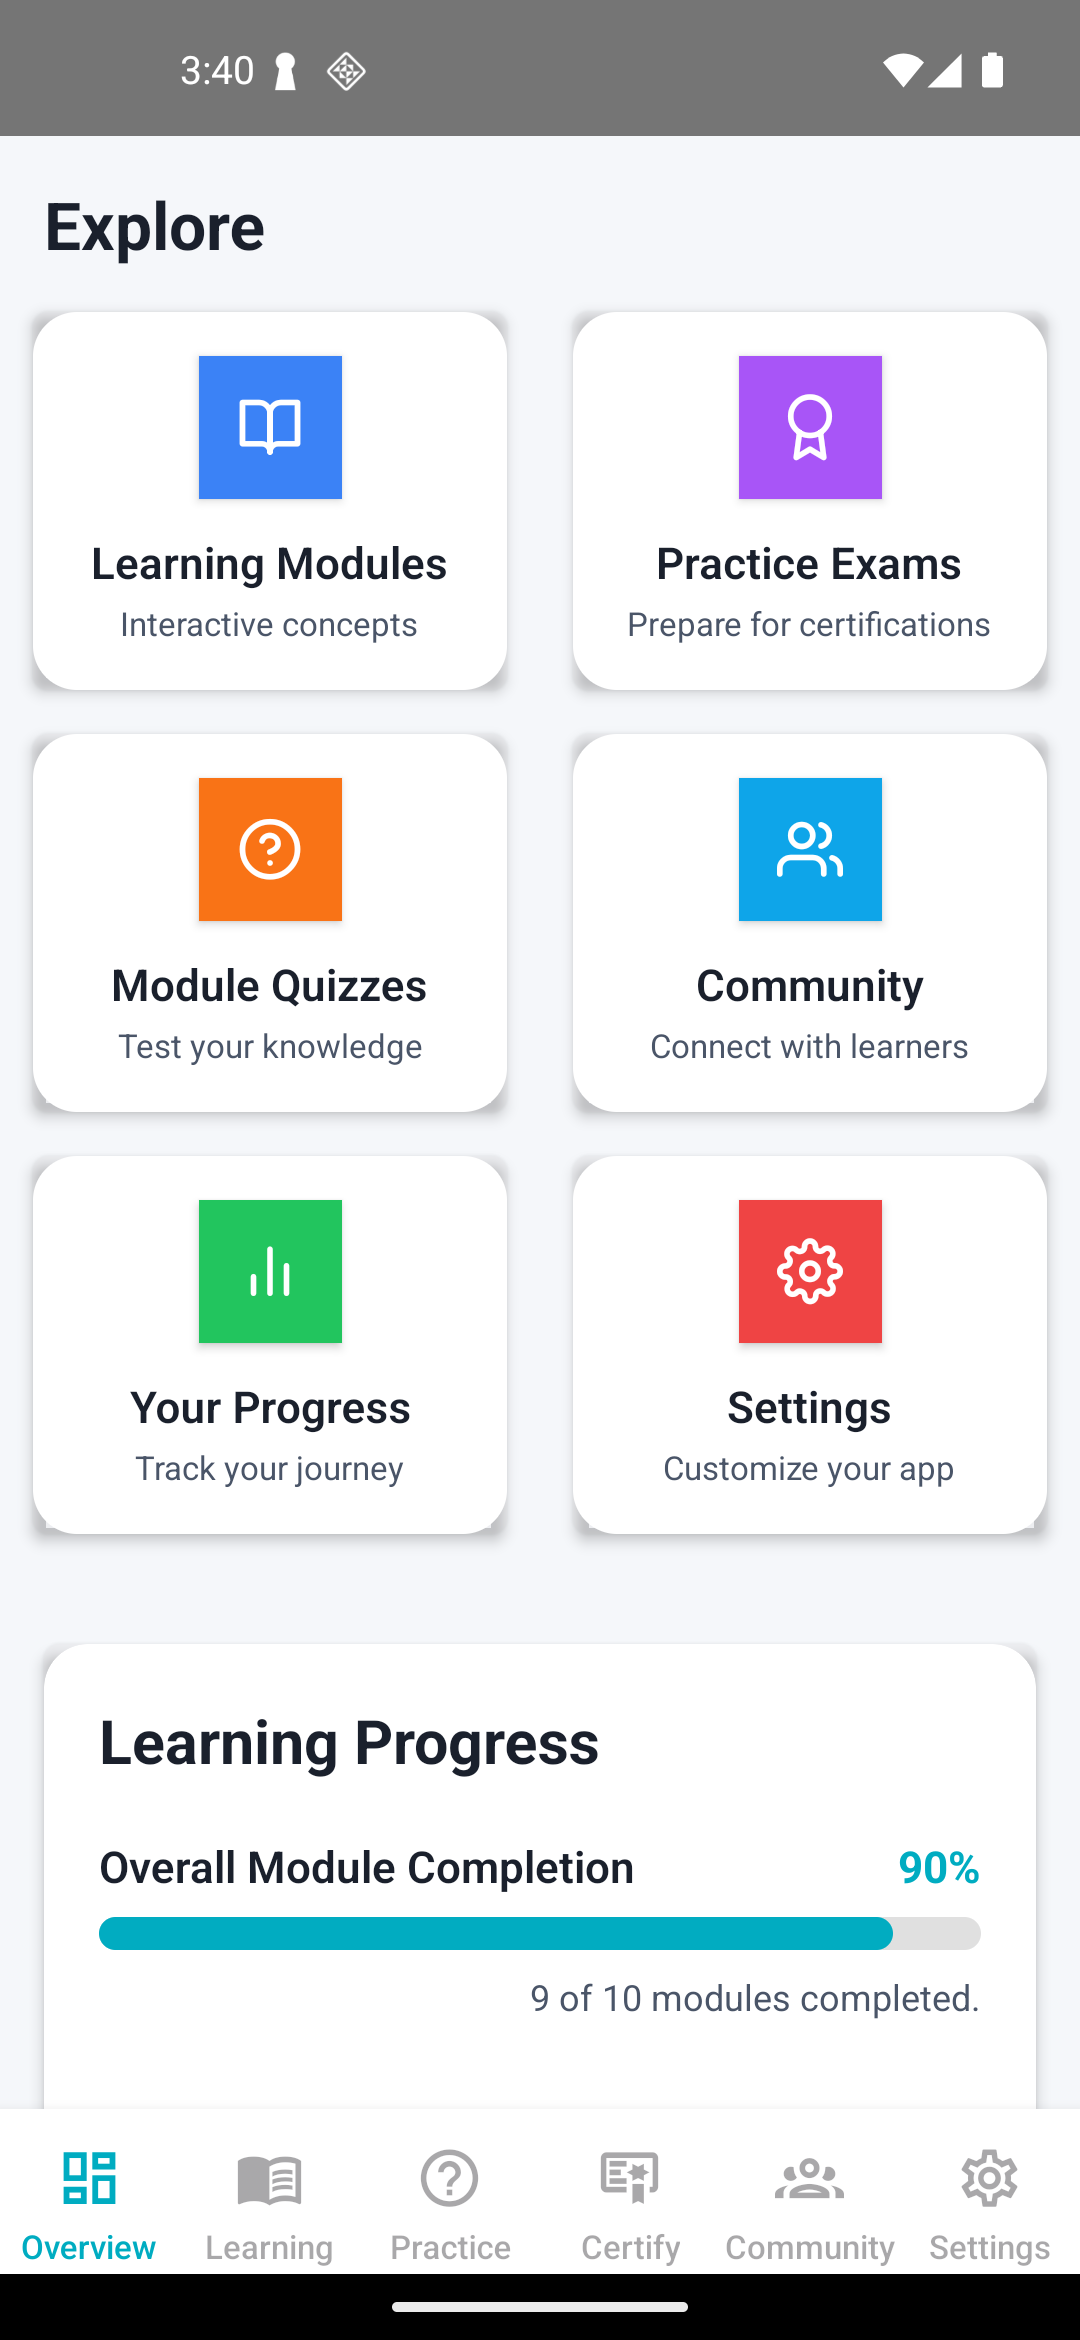 3:40
Explore
Learning Modules
Interactive concepts
Practice Exams
Prepare for certifications
Module Quizzes
Test your knowledge
Community
Connect with learners
Your Progress
Track your journey
Settings
Customize your app
Learning Progress
Overall Module Completion 90%
9 of 10 modules completed.
Overview Learning Practice Certify Community Settings